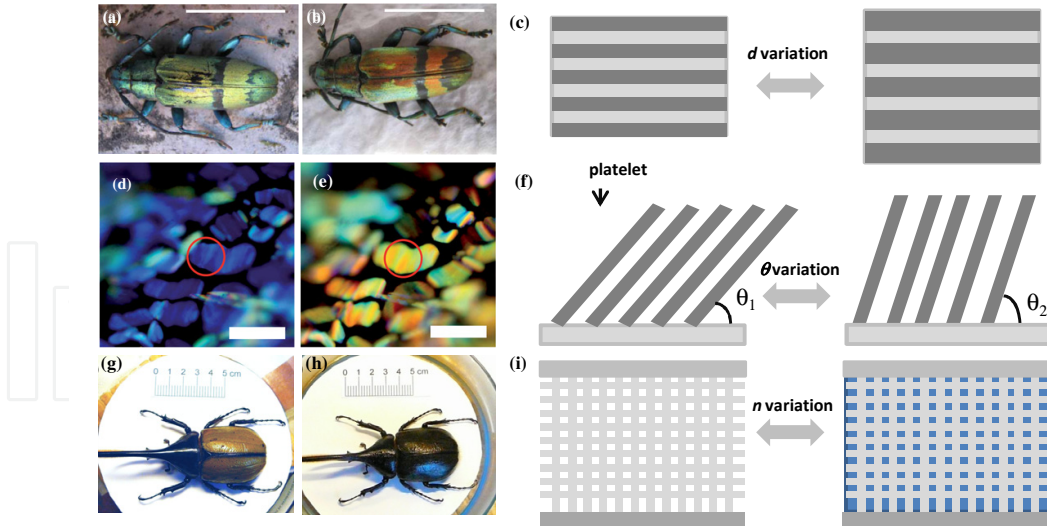 (a)
(b)
(c)
d variation
(d)
(e)
platelet
(f)
θ variation
θ1
θ2
(g)
0 1 2 3 4 5 cm
(h)
0 1 2 3 4 5 cm
(i)
n variation